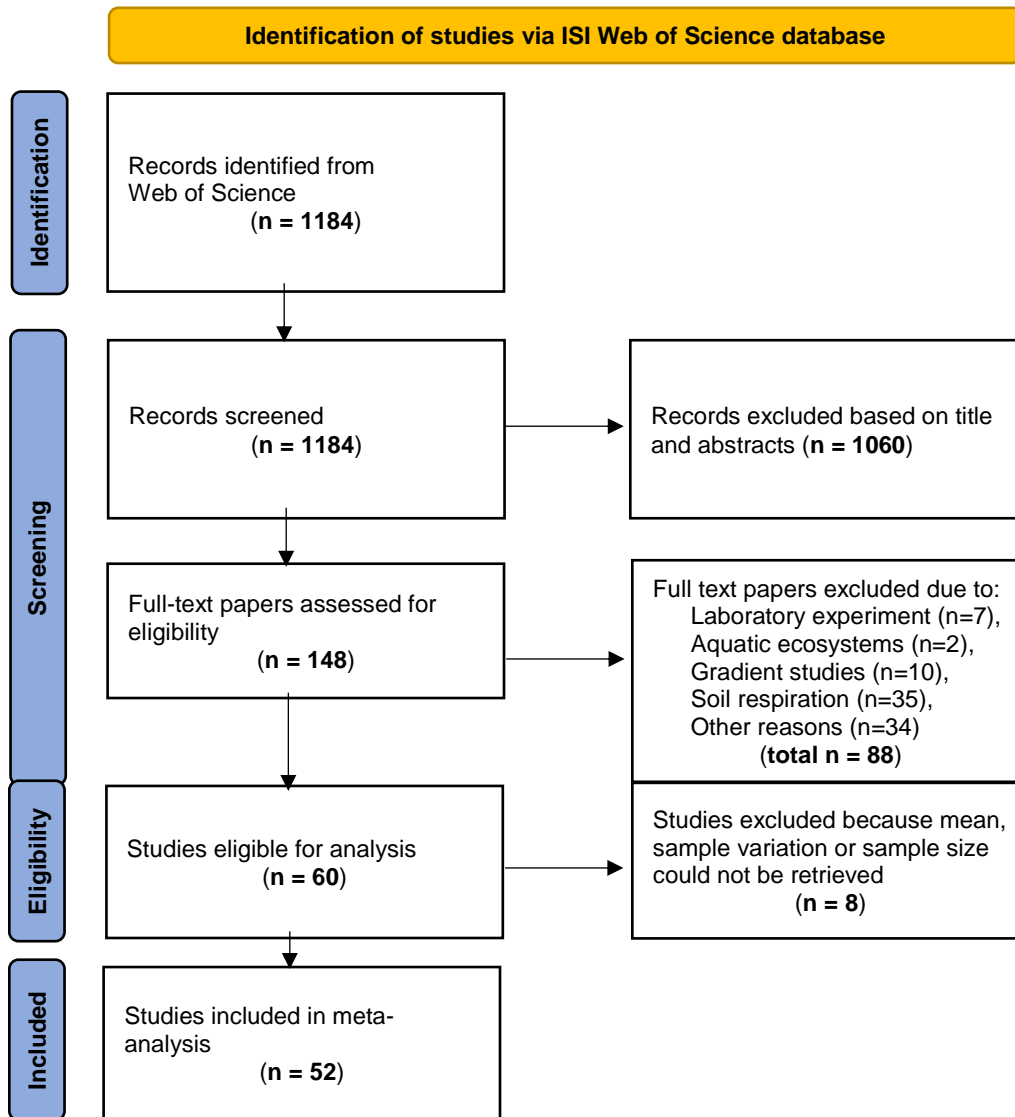 Identification of studies via ISI Web of Science database
Identification
Records identified from
Web of Science
(n = 1184)
Screening
Records screened
(n = 1184)
Records excluded based on title
and abstracts (n = 1060)
Full-text papers assessed for
eligibility
(n = 148)
Full text papers excluded due to:
Laboratory experiment (n=7),
Aquatic ecosystems (n=2),
Gradient studies (n=10),
Soil respiration (n=35),
Other reasons (n=34)
(total n = 88)
Eligibility
Studies eligible for analysis
(n = 60)
Studies excluded because mean,
sample variation or sample size
could not be retrieved
(n = 8)
Included
Studies included in meta-
analysis
(n = 52)